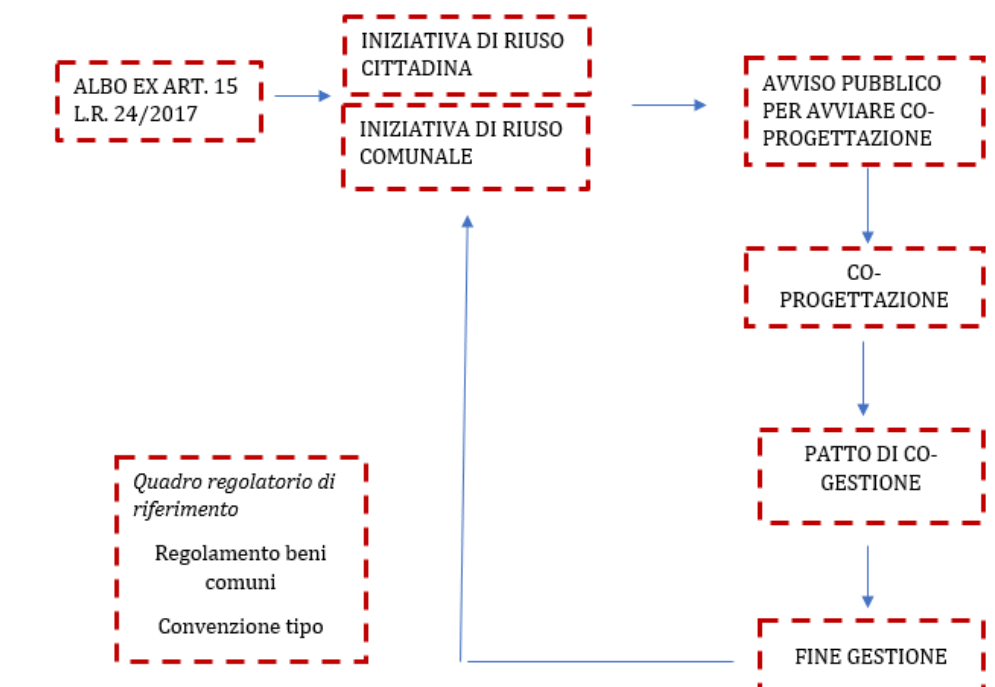 ALBO EX ART. 15
L.R. 24/2017
INIZIATIVA DI RIUSO
CITTADINA
INIZIATIVA DI RIUSO
COMUNALE
AVVISO PUBBLICO
PER AVVIARE CO-
PROGETTAZIONE
CO-
PROGETTAZIONE
PATTO DI CO-
GESTIONE
FINE GESTIONE
Quadro regolatorio di
riferimento
Regolamento beni
comuni
Convenzione tipo